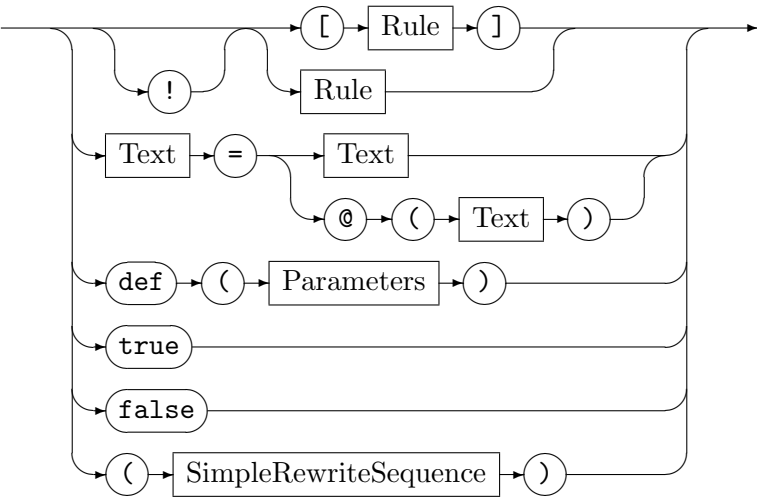 [ Rule ]
! Rule
Text = Text
@ ( Text )
def ( Parameters )
true
false
( SimpleRewriteSequence )